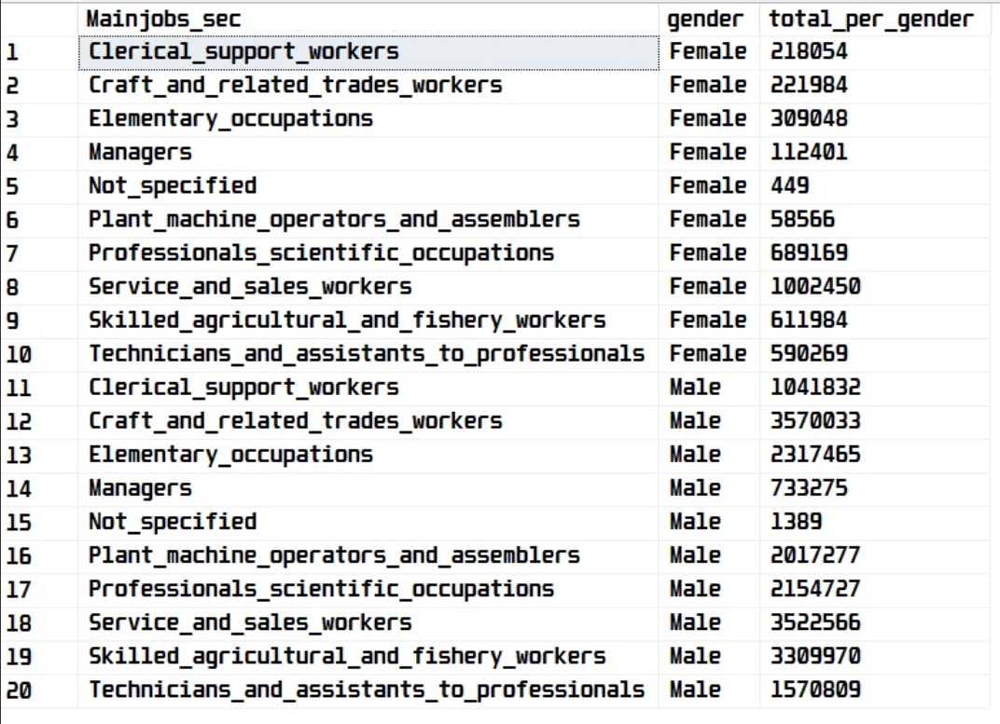 Mainjobs_sec gender total_per_gender
1 Clerical_support_workers Female 218054
2 Craft_and_related_trades_workers Female 221984
3 Elementary_occupations Female 309048
4 Managers Female 112401
5 Not_specified Female 449
6 Plant_machine_operators_and_assemblers Female 58566
7 Professionals_scientific_occupations Female 689169
8 Service_and_sales_workers Female 1002450
9 Skilled_agricultural_and_fishery_workers Female 611984
10 Technicians_and_assistants_to_professionals Female 590269
11 Clerical_support_workers Male 1041832
12 Craft_and_related_trades_workers Male 3570033
13 Elementary_occupations Male 2317465
14 Managers Male 733275
15 Not_specified Male 1389
16 Plant_machine_operators_and_assemblers Male 2017277
17 Professionals_scientific_occupations Male 2154727
18 Service_and_sales_workers Male 3522566
19 Skilled_agricultural_and_fishery_workers Male 3309970
20 Technicians_and_assistants_to_professionals Male 1570809